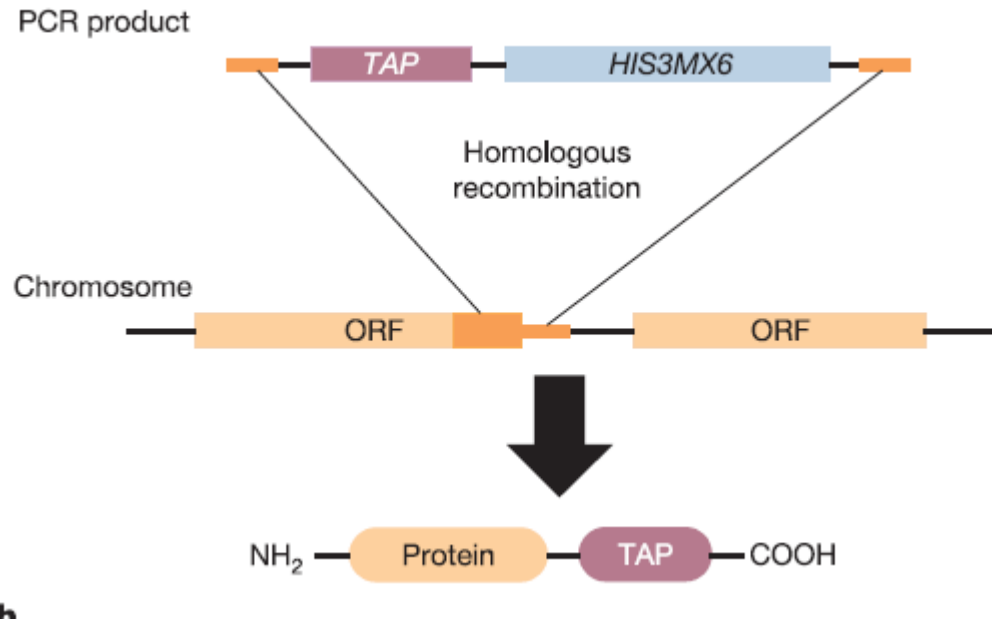 PCR product
TAP
HIS3MX6
Homologous
recombination
Chromosome
ORF
ORF
NH₂
Protein
TAP
COOH